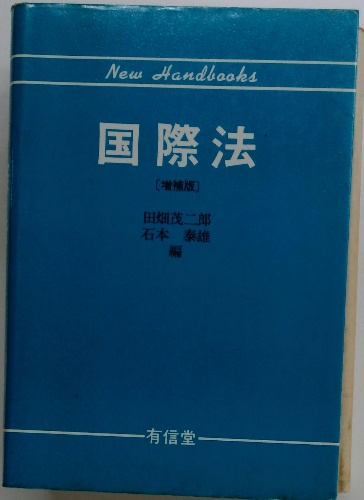 New Handbooks
国際法
〔増補版〕
田畑茂二郎
石本 泰雄
編
有信堂